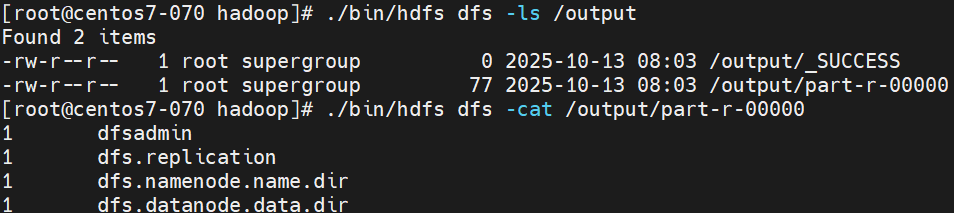 [root@centos7-070 hadoop]# ./bin/hdfs dfs -ls /output
Found 2 items
-rw-r--r--   1 root supergroup          0 2025-10-13 08:03 /output/_SUCCESS
-rw-r--r--   1 root supergroup         77 2025-10-13 08:03 /output/part-r-00000
[root@centos7-070 hadoop]# ./bin/hdfs dfs -cat /output/part-r-00000
1       dfsadmin
1       dfs.replication
1       dfs.namenode.name.dir
1       dfs.datanode.data.dir